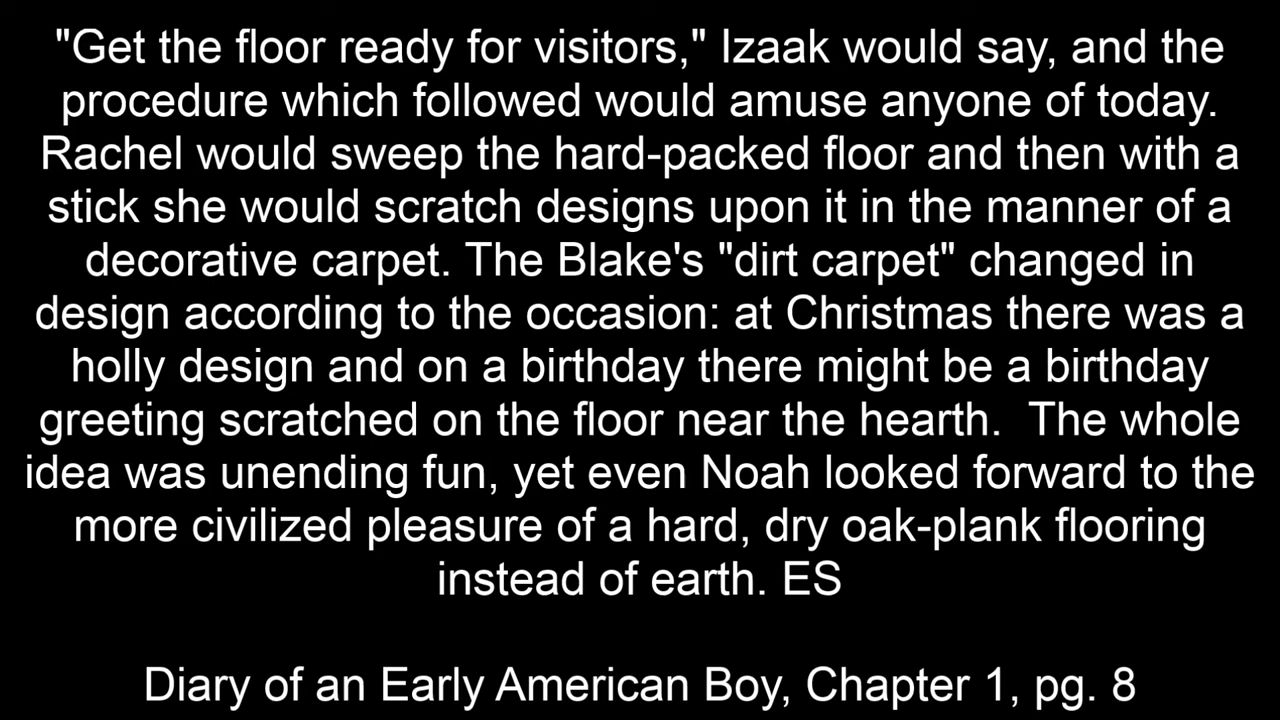 "Get the floor ready for visitors," Izaak would say, and the
procedure which followed would amuse anyone of today.
Rachel would sweep the hard-packed floor and then with a
stick she would scratch designs upon it in the manner of a
decorative carpet. The Blake's "dirt carpet" changed in
design according to the occasion: at Christmas there was a
holly design and on a birthday there might be a birthday
greeting scratched on the floor near the hearth.  The whole
idea was unending fun, yet even Noah looked forward to the
more civilized pleasure of a hard, dry oak-plank flooring
instead of earth. ES
Diary of an Early American Boy, Chapter 1, pg. 8